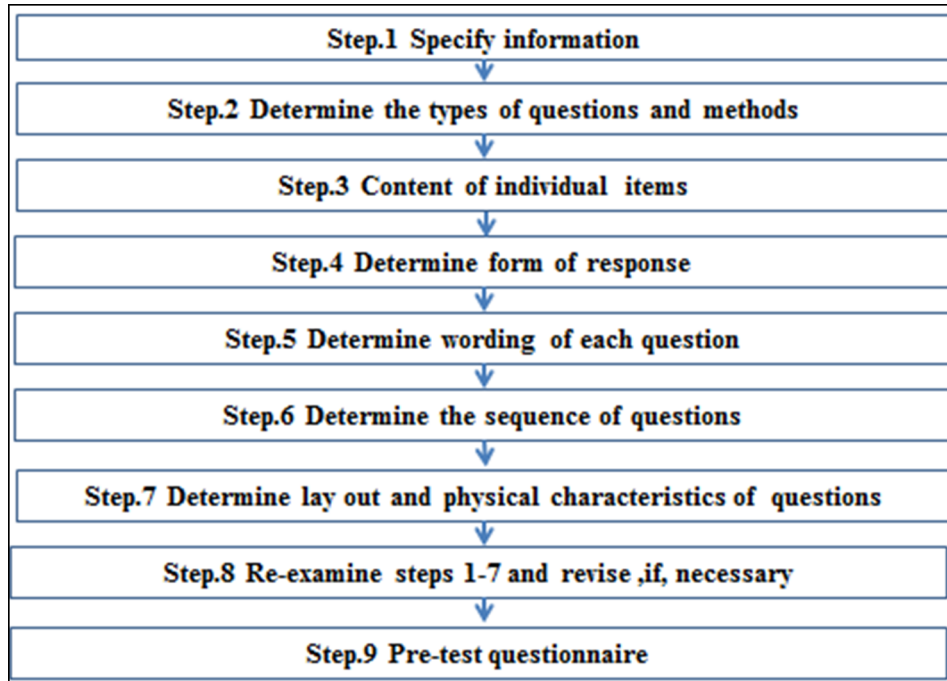 Step.1 Specify information
Step.2 Determine the types of questions and methods
Step.3 Content of individual items
Step.4 Determine form of response
Step.5 Determine wording of each question
Step.6 Determine the sequence of questions
Step.7 Determine lay out and physical characteristics of questions
Step.8 Re-examine steps 1-7 and revise ,if, necessary
Step.9 Pre-test questionnaire